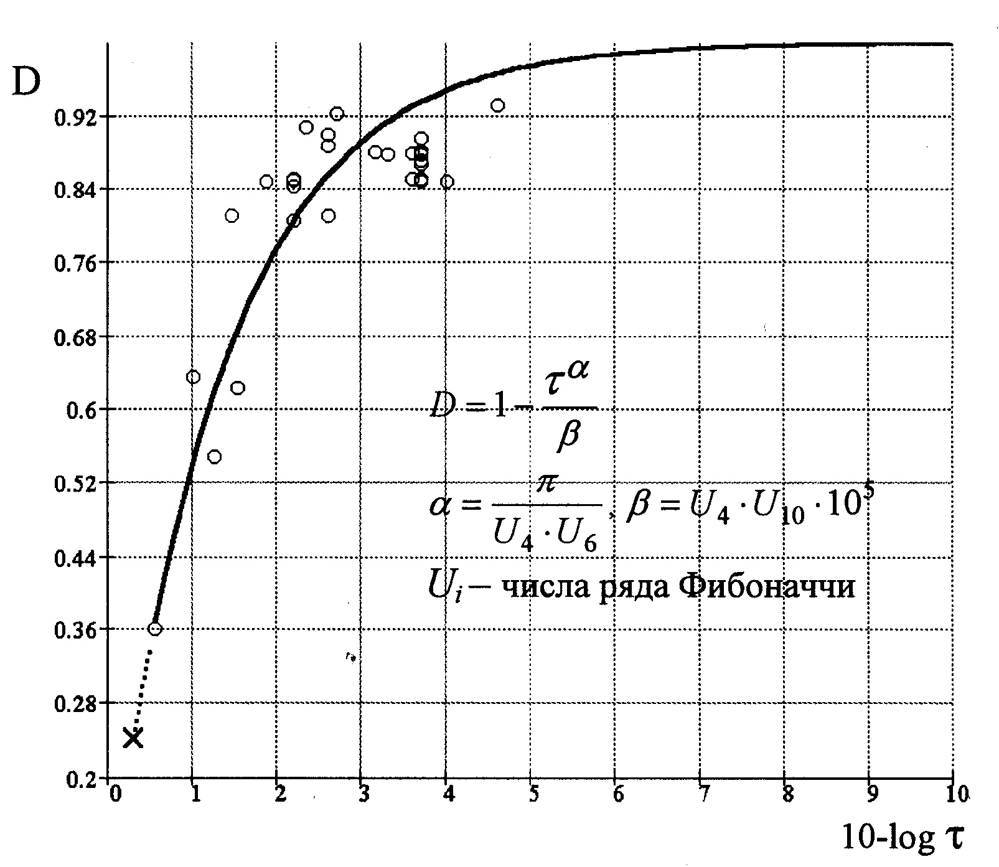 D
0.92
0.84
0.76
0.68
0.6
0.52
0.44
0.36
0.28
0.2
0 1 2 3 4 5 6 7 8 9 10
10-log τ
D = 1 − τ^α / β
α = π / (U₄ · U₆), β = U₄ · U₁₀ · 10⁵
Uᵢ – числа ряда Фибоначчи